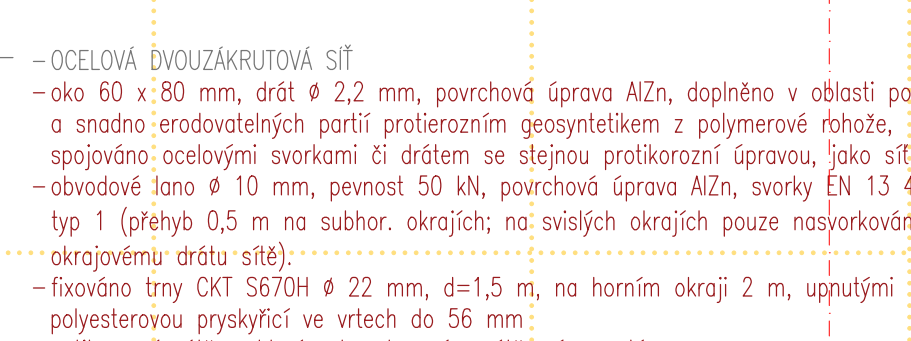 – OCELOVÁ DVOUZÁKRUTOVÁ SÍŤ
– oko 60 x 80 mm, drát ø 2,2 mm, povrchová úprava AlZn, doplněno v oblasti
a snadno erodovatelných partií protierozním geosyntetikem z polymerové rohože,
spojováno ocelovými svorkami či drátem se stejnou protikorozní úpravou, jako síť
– obvodové lano ø 10 mm, pevnost 50 kN, povrchová úprava AlZn, svorky EN 13
typ 1 (přehyb 0,5 m na subhor. okrajích; na svislých okrajích pouze
okrajovému drátu sítě).
– fixováno trny CKT S670H ø 22 mm, d=1,5 m, na horním okraji 2 m, upnutými
polyesterovou pryskyřicí ve vrtech do 56 mm